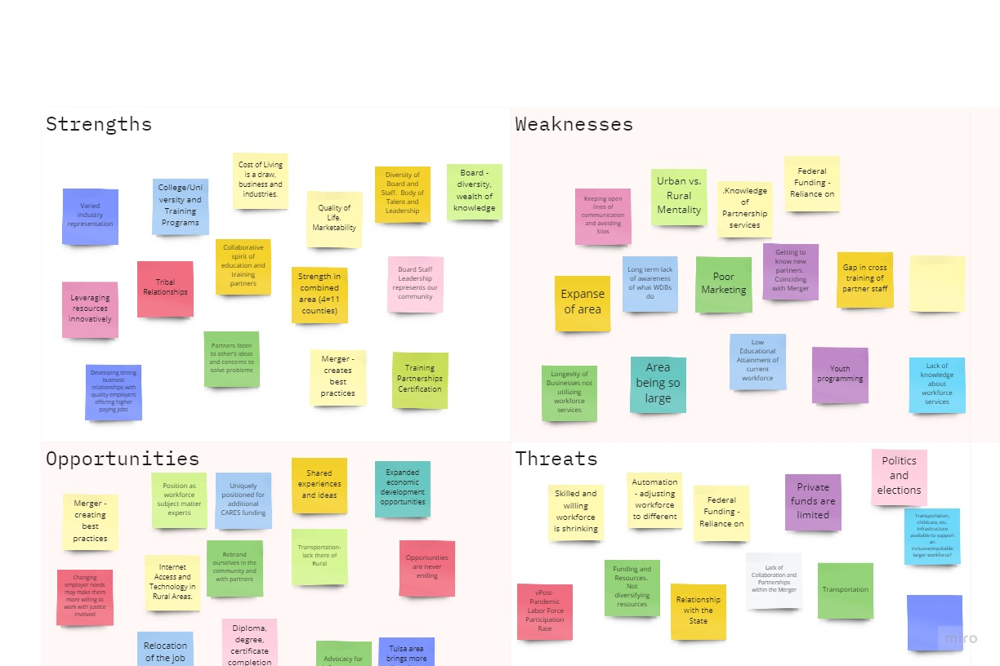 Strengths
Varied
industry
representation
College/Uni
versity and
Training
Programs
Cost of Living
is a draw,
business and
industries.
Quality of
Life.
Marketability
Diversity of
Board and
Staff. Body of
Talent and
Leadership
Board -
diversity,
wealth of
knowledge
Leveraging
resources
innovatively
Tribal
Relationships
Collaborative
spirit of
education and
training
partners
Strength in
combined
area (4=11
counties)
Board Staff
Leadership
represents our
community
Developing strong
business
relationships with
quality employers
offering higher
paying jobs
Partners listen
to other's ideas
and concerns to
solve problems
Merger -
creates
best
practices
Training
Partnerships
Certification
Weaknesses
Keeping open
lines of
communication
and avoiding
Silos
Urban vs.
Rural
Mentality
.Knowledge
of
Partnership
services
Federal
Funding -
Reliance on
Expanse
of area
Long term lack
of awareness
of what WDBs
do
Poor
Marketing
Getting to
know new
partners.
Coinciding
with Merger
Gap in cross
training of
partner staff
Longevity of
Businesses not
utilizing
workforce
services
Area
being so
large
Low
Educational
Attainment of
current
workforce
Youth
programming
Lack of
knowledge
about
workforce
services
Opportunities
Merger -
creating
best
practices
Position as
workforce
subject matter
experts
Uniquely
positioned for
additional
CARES funding
Shared
experiences
and ideas
Expanded
economic
development
opportunities
Changing
employer needs
may make them
more willing to
work with justice
involved
Internet
Access and
Technology in
Rural Areas.
Rebrand
ourselves in the
community and
with partners
Transportation-
lack there of
Rural
Opportunities
are never
ending
Relocation
of the job
Diploma,
degree,
certificate
completion
Advocacy for
Tulsa area
brings more
Threats
Skilled and
willing
workforce
is shrinking
Automation
- adjusting
workforce
to different
Federal
Funding -
Reliance on
Private
funds are
limited
Politics
and
elections
Transportation,
childcare, etc.
Infrastructure
available to support
an
inclusive/equitable
larger workforce?
vPost-
Pandemic
Labor Force
Participation
Rate
Funding and
Resources.
Not
diversifying
resources
Relationship
with the
State
Lack of
Collaboration and
Partnerships
within the Merger
Transportation
miro